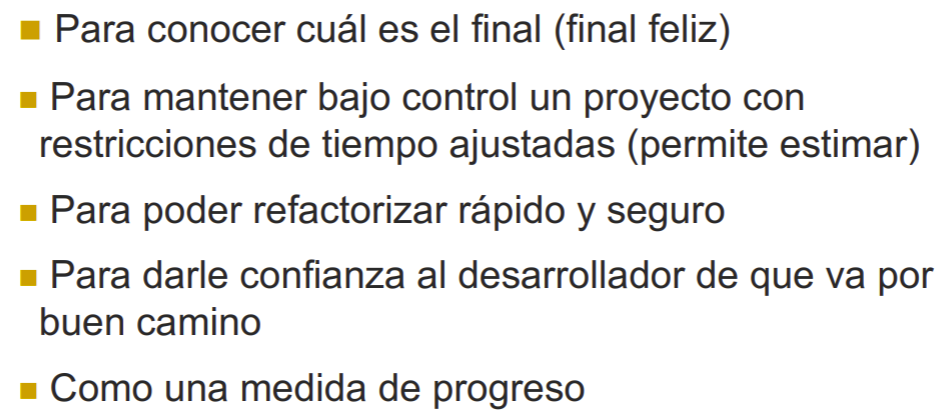 ■ Para conocer cuál es el final (final feliz)
■ Para mantener bajo control un proyecto con
restricciones de tiempo ajustadas (permite estimar)
■ Para poder refactorizar rápido y seguro
■ Para darle confianza al desarrollador de que va por
buen camino
■ Como una medida de progreso